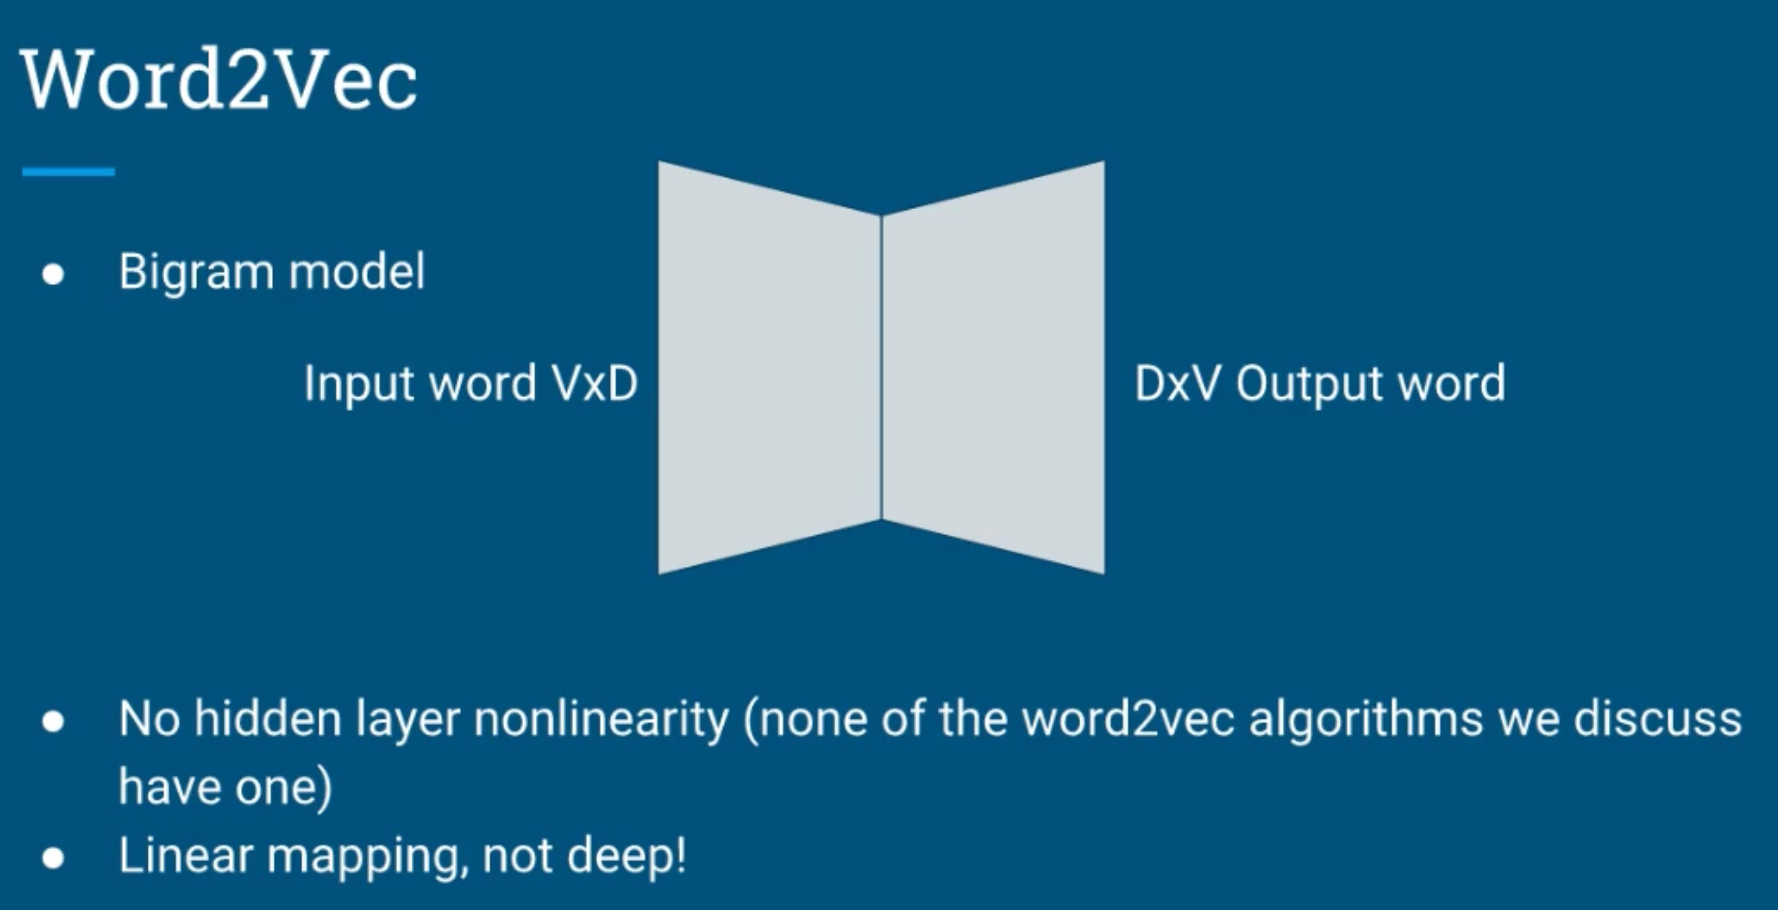 Word2Vec
● Bigram model
Input word VxD
DxV Output word
● No hidden layer nonlinearity (none of the word2vec algorithms we discuss
have one)
● Linear mapping, not deep!